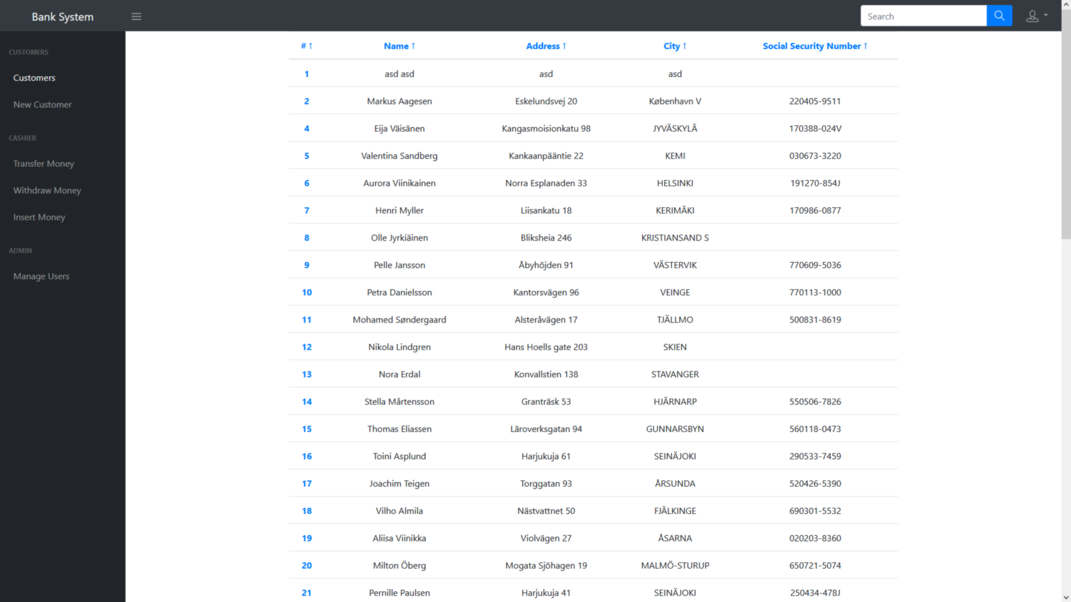 Bank System
Search
CUSTOMERS
Customers
New Customer
CASHIER
Transfer Money
Withdraw Money
Insert Money
ADMIN
Manage Users
# ↑ Name ↑ Address ↑ City ↑ Social Security Number ↑
1 asd asd asd asd
2 Markus Aagesen Eskelundsvej 20 København V 220405-9511
4 Eija Väisänen Kangasmoisionkatu 98 JYVÄSKYLÄ 170388-024V
5 Valentina Sandberg Kankaanpääntie 22 KEMI 030673-3220
6 Aurora Viinikainen Norra Esplanaden 33 HELSINKI 191270-854J
7 Henri Myller Liisankatu 18 KERIMÄKI 170986-0877
8 Olle Jyrkiäinen Bliksheia 246 KRISTIANSAND S
9 Pelle Jansson Åbyhöjden 91 VÄSTERVIK 770609-5036
10 Petra Danielsson Kantorsvägen 96 VEINGE 770113-1000
11 Mohamed Søndergaard Alsteråvägen 17 TJÄLLMO 500831-8619
12 Nikola Lindgren Hans Hoells gate 203 SKIEN
13 Nora Erdal Konvallstien 138 STAVANGER
14 Stella Mårtensson Granträsk 53 HJÄRNARP 550506-7826
15 Thomas Eliassen Läroverksgatan 94 GUNNARSBYN 560118-0473
16 Toini Asplund Harjukuja 61 SEINÄJOKI 290533-7459
17 Joachim Teigen Torggatan 93 ÅRSUNDA 520426-5390
18 Vilho Almila Nästvattnet 50 FJÄLKINGE 690301-5532
19 Aliisa Viinikka Violvägen 27 ÅSARNA 020203-8360
20 Milton Öberg Mogata Sjöhagen 19 MALMÖ-STURUP 650721-5074
21 Pernille Paulsen Harjukuja 41 SEINÄJOKI 250434-478J